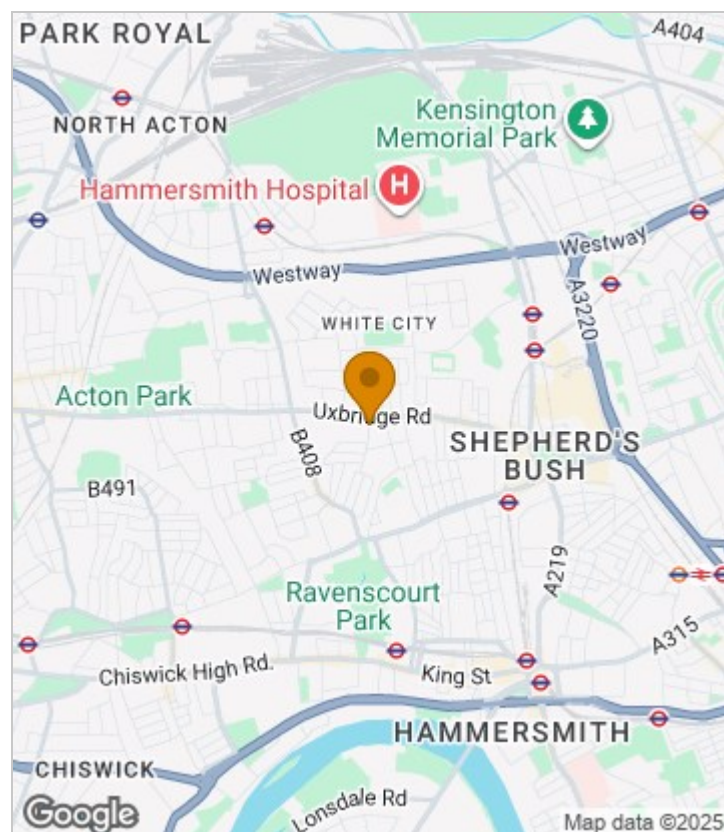 PARK ROYAL
A404
NORTH ACTON
Kensington
Memorial Park
Hammersmith Hospital
H
Westway
Westway
A3220
WHITE CITY
Acton Park
Uxbridge Rd
B408
SHEPHERD'S
BUSH
B491
A219
Ravenscourt
Park
A315
Chiswick High Rd.
King St
HAMMERSMITH
CHISWICK
Lonsdale Rd
Google
Map data ©2025